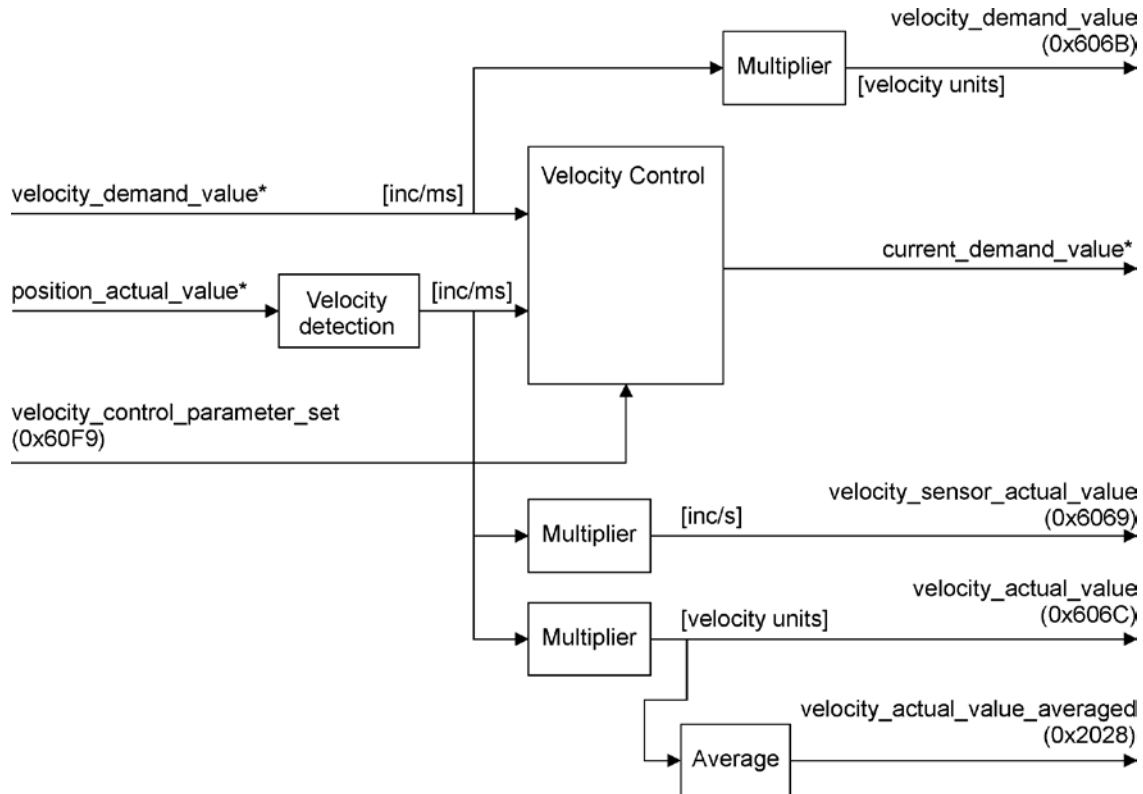 velocity_demand_value
(0x606B)
Multiplier
[velocity units]
Velocity Control
velocity_demand_value*
[inc/ms]
current_demand_value*
position_actual_value*
[inc/ms]
Velocity
detection
velocity_control_parameter_set
(0x60F9)
velocity_sensor_actual_value
(0x6069)
[inc/s]
Multiplier
velocity_actual_value
(0x606C)
[velocity units]
Multiplier
velocity_actual_value_averaged
(0x2028)
Average